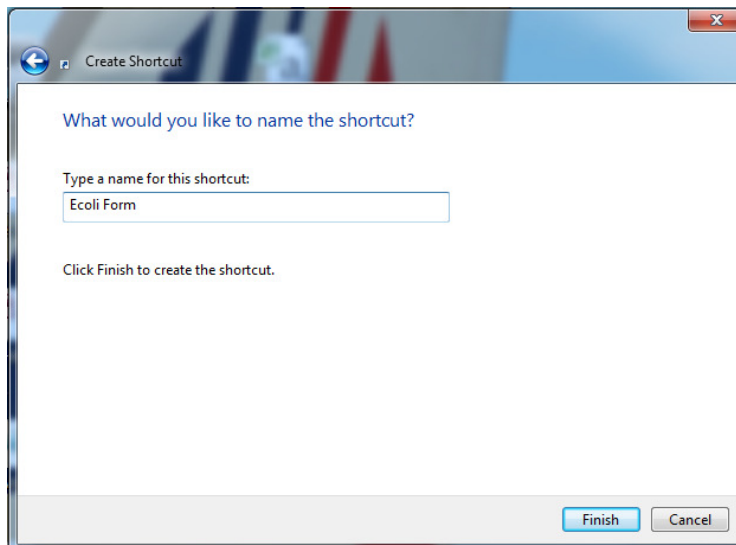 Create Shortcut
What would you like to name the shortcut?
Type a name for this shortcut:
Ecoli Form
Click Finish to create the shortcut.
Finish
Cancel